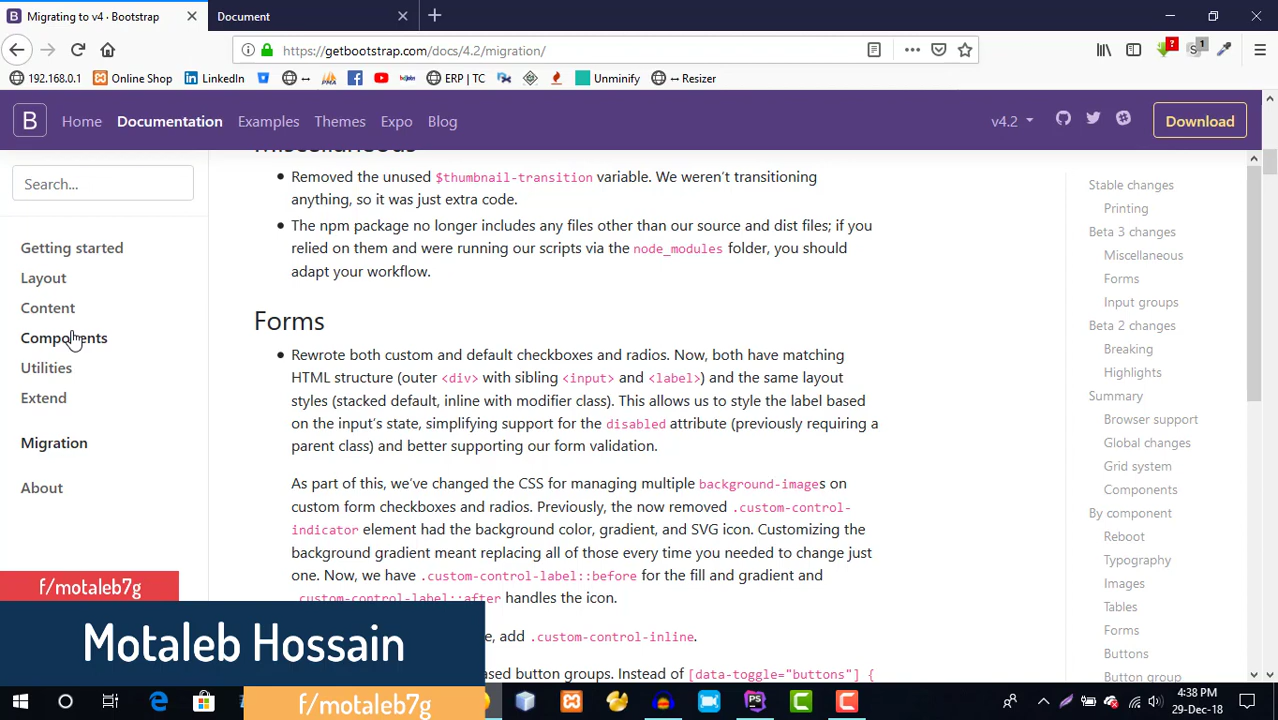 Migrating to v4 · Bootstrap
Document
https://getbootstrap.com/docs/4.2/migration/
192.168.0.1
Online Shop
LinkedIn
ERP | TC
Unminify
Resizer
B
Home
Documentation
Examples
Themes
Expo
Blog
v4.2
Download
Search...
Getting started
Layout
Content
Components
Utilities
Extend
Migration
About
Miscellaneous
Removed the unused $thumbnail-transition variable. We weren't transitioning
anything, so it was just extra code.
The npm package no longer includes any files other than our source and dist files; if you
relied on them and were running our scripts via the node_modules folder, you should
adapt your workflow.
Forms
Rewrote both custom and default checkboxes and radios. Now, both have matching
HTML structure (outer <div> with sibling <input> and <label>) and the same layout
styles (stacked default, inline with modifier class). This allows us to style the label based
on the input's state, simplifying support for the disabled attribute (previously requiring a
parent class) and better supporting our form validation.
As part of this, we've changed the CSS for managing multiple background-images on
custom form checkboxes and radios. Previously, the now removed .custom-control-
indicator element had the background color, gradient, and SVG icon. Customizing the
background gradient meant replacing all of those every time you needed to change just
one. Now, we have .custom-control-label::before for the fill and gradient and
.custom-control-label::after handles the icon.
, add .custom-control-inline.
ased button groups. Instead of [data-toggle="buttons"] {
Stable changes
Printing
Beta 3 changes
Miscellaneous
Forms
Input groups
Beta 2 changes
Breaking
Highlights
Summary
Browser support
Global changes
Grid system
Components
By component
Reboot
Typography
Images
Tables
Forms
Buttons
Button group
f/motaleb7g
Motaleb Hossain
f/motaleb7g
4:38 PM
29-Dec-18